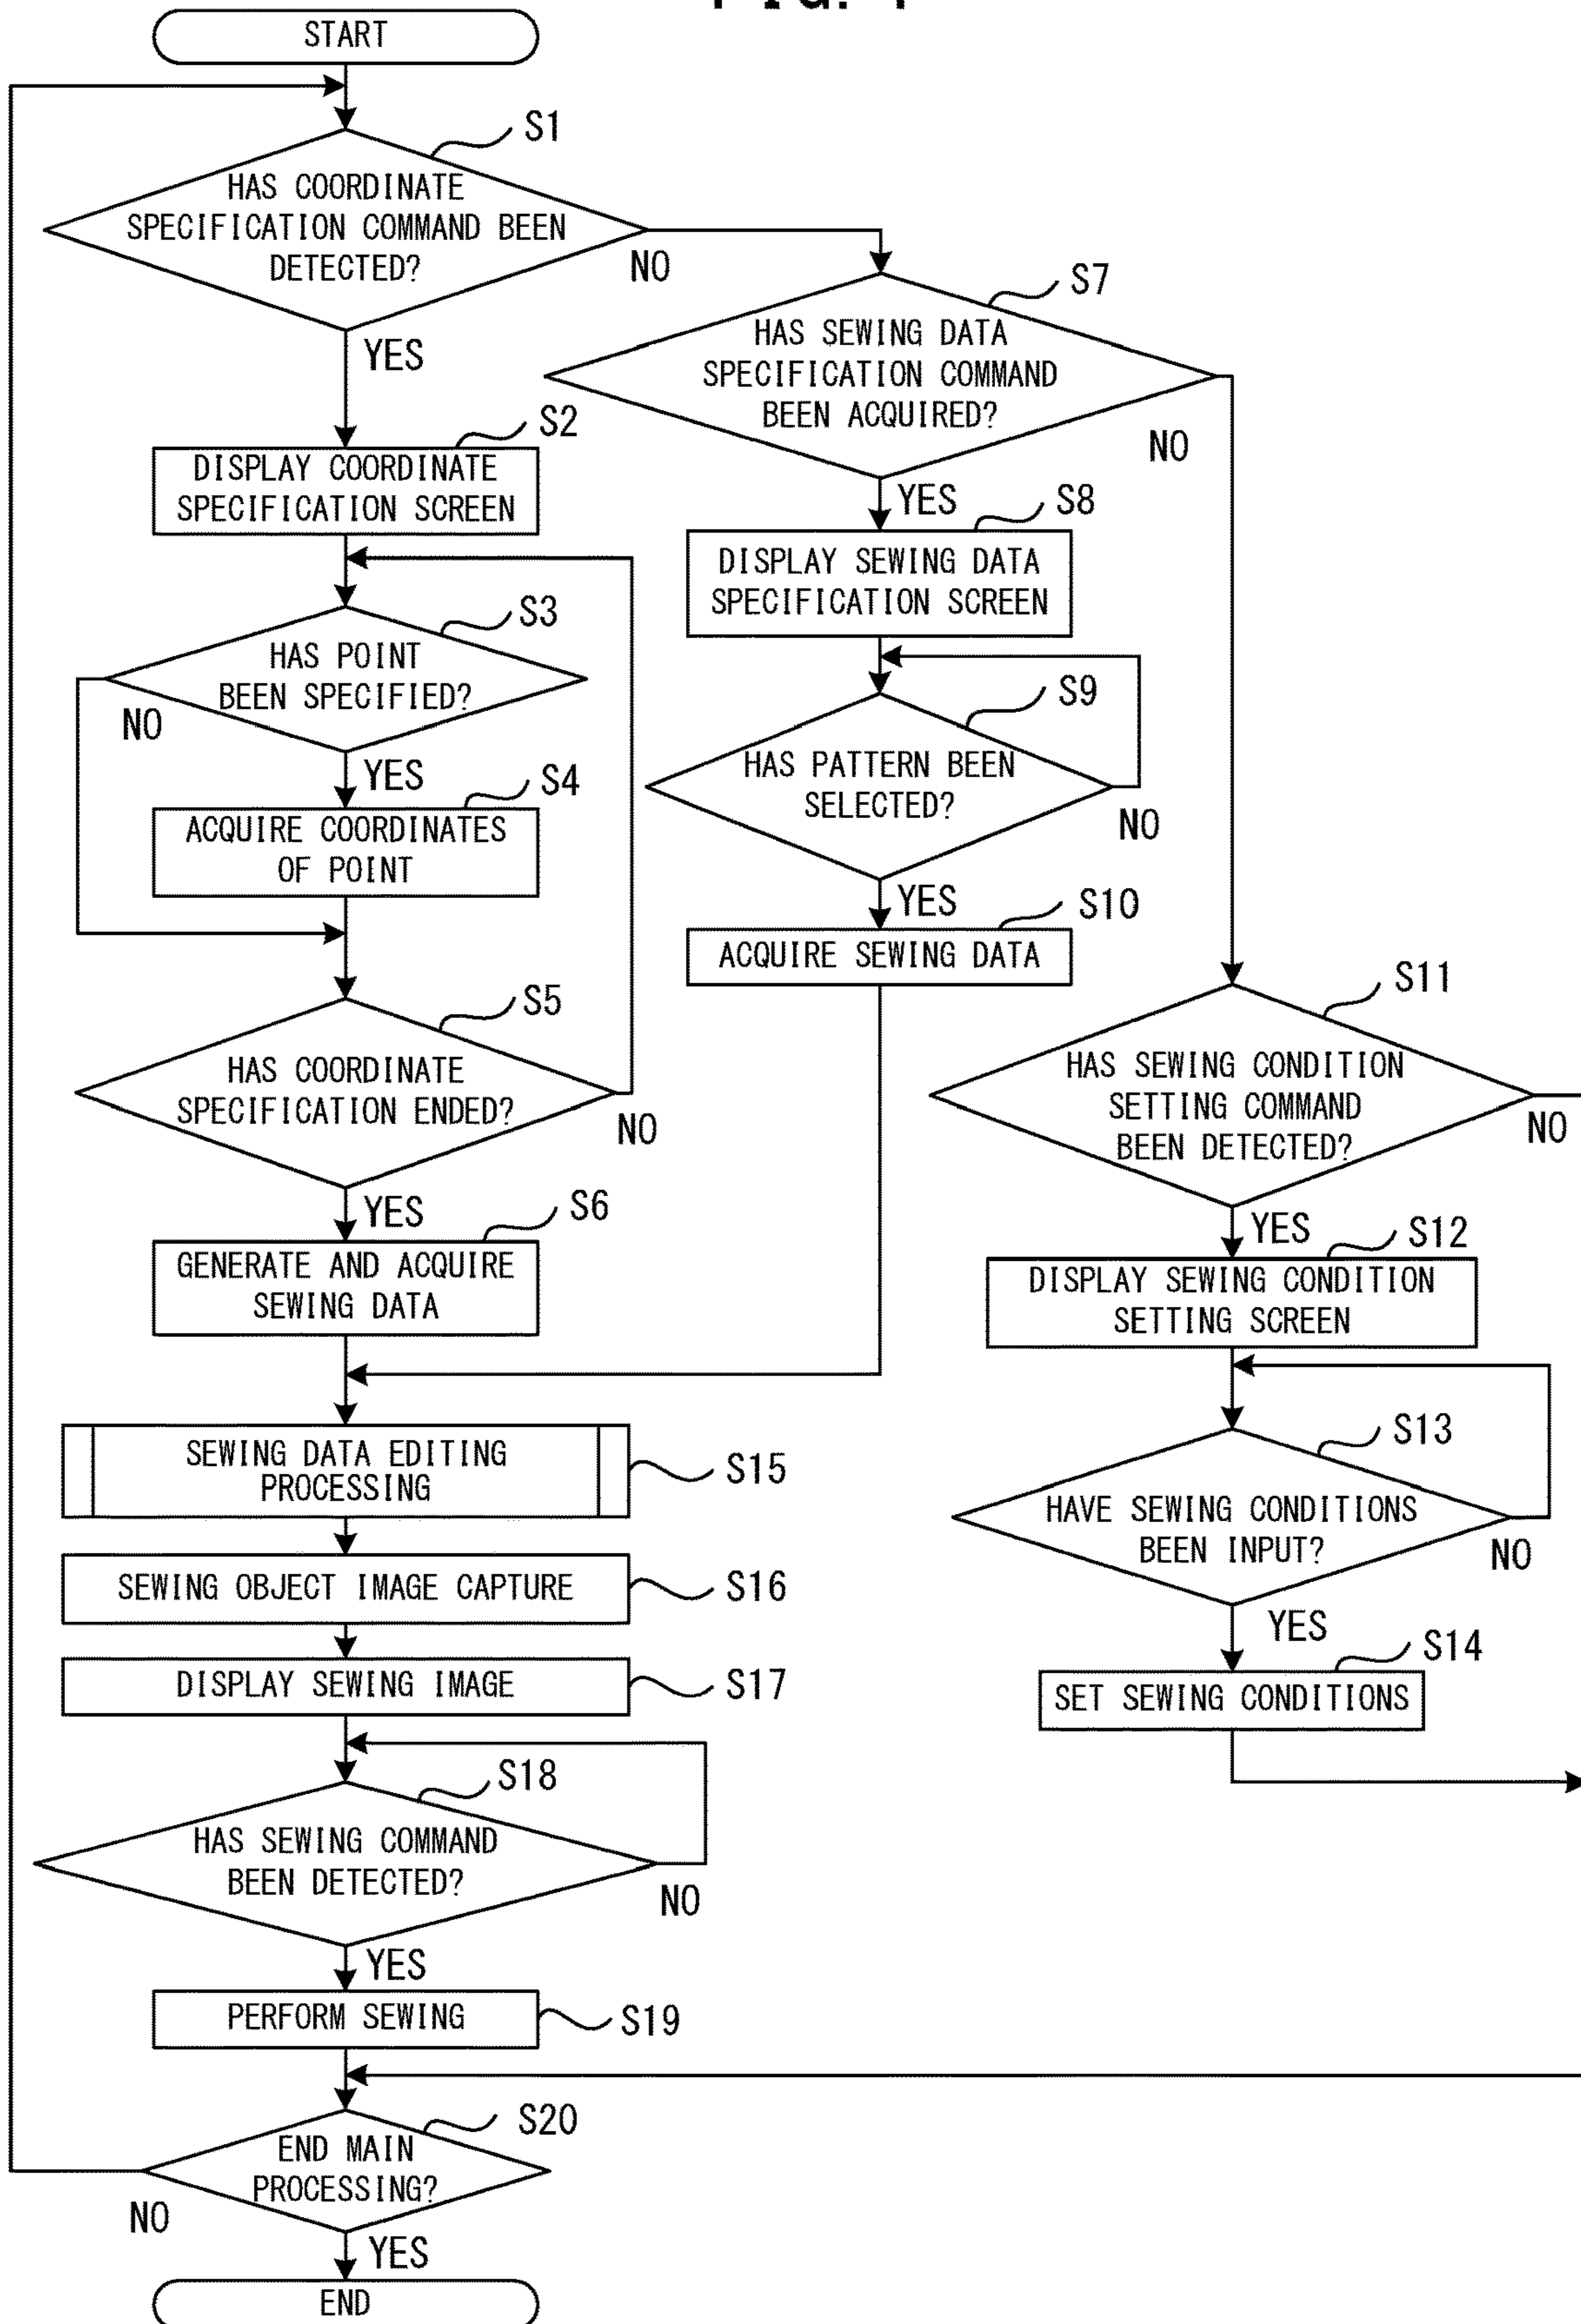 START
S1
HAS COORDINATE
SPECIFICATION COMMAND BEEN
DETECTED?
NO
YES
S2
DISPLAY COORDINATE
SPECIFICATION SCREEN
S3
HAS POINT
BEEN SPECIFIED?
NO
YES
S4
ACQUIRE COORDINATES
OF POINT
S5
HAS COORDINATE
SPECIFICATION ENDED?
NO
YES
S6
GENERATE AND ACQUIRE
SEWING DATA
S7
HAS SEWING DATA
SPECIFICATION COMMAND
BEEN ACQUIRED?
NO
YES
S8
DISPLAY SEWING DATA
SPECIFICATION SCREEN
S9
HAS PATTERN BEEN
SELECTED?
NO
YES
S10
ACQUIRE SEWING DATA
S11
HAS SEWING CONDITION
SETTING COMMAND
BEEN DETECTED?
NO
YES
S12
DISPLAY SEWING CONDITION
SETTING SCREEN
S13
HAVE SEWING CONDITIONS
BEEN INPUT?
NO
YES
S14
SET SEWING CONDITIONS
SEWING DATA EDITING
PROCESSING
S15
SEWING OBJECT IMAGE CAPTURE
S16
DISPLAY SEWING IMAGE
S17
S18
HAS SEWING COMMAND
BEEN DETECTED?
NO
YES
PERFORM SEWING
S19
S20
END MAIN
PROCESSING?
NO
YES
END